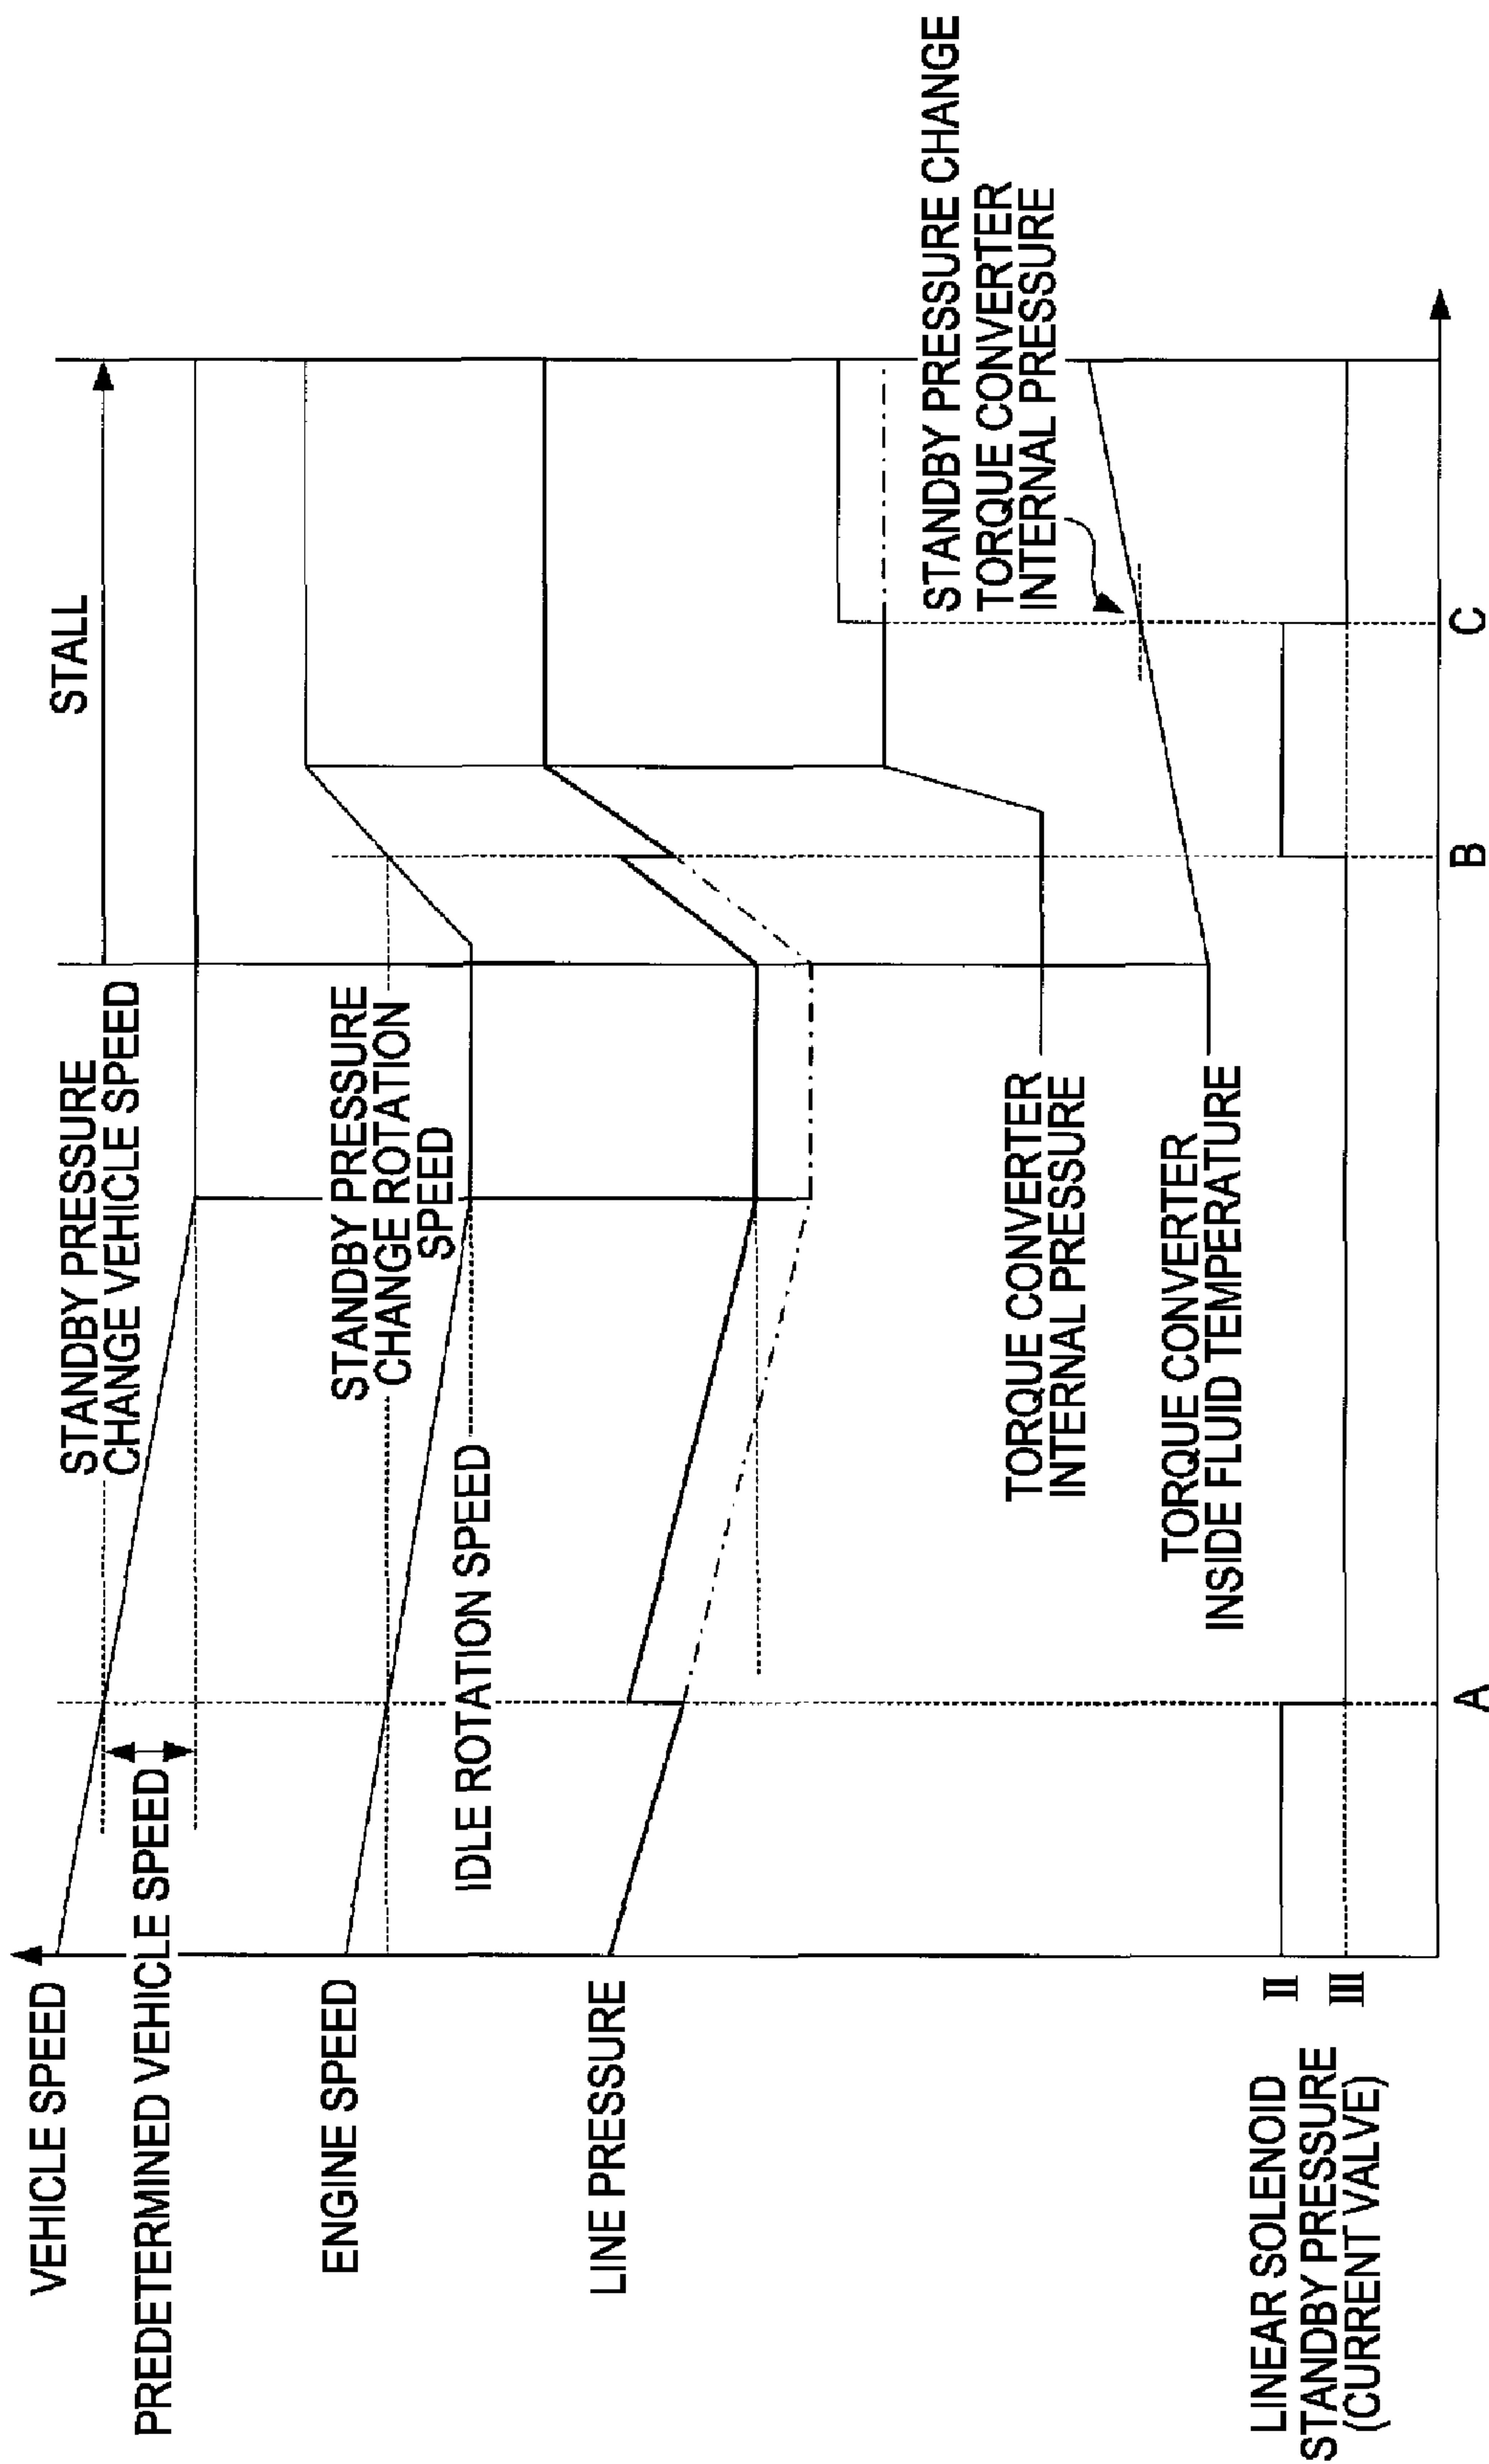 VEHICLE SPEED
PREDETERMINED VEHICLE SPEED
STANDBY PRESSURE
CHANGE VEHICLE SPEED
STALL
ENGINE SPEED
STANDBY PRESSURE
CHANGE ROTATION
SPEED
IDLE ROTATION SPEED
LINE PRESSURE
STANDBY PRESSURE CHANGE
TORQUE CONVERTER
INTERNAL PRESSURE
TORQUE CONVERTER
INTERNAL PRESSURE
TORQUE CONVERTER
INSIDE FLUID TEMPERATURE
LINEAR SOLENOID
STANDBY PRESSURE
(CURRENT VALVE)
II
III
A
B
C